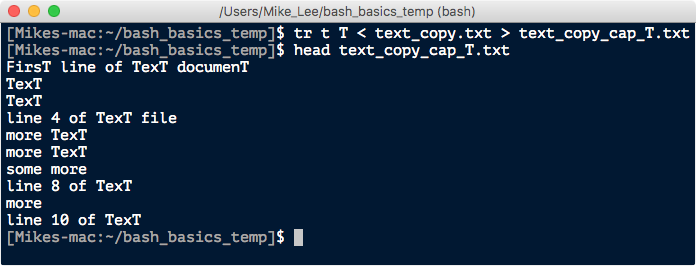 /Users/Mike_Lee/bash_basics_temp (bash)
[Mikes-mac:~/bash_basics_temp]$ tr t T < text_copy.txt > text_copy_cap_T.txt
[Mikes-mac:~/bash_basics_temp]$ head text_copy_cap_T.txt
FirsT line of TexT documenT
TexT
TexT
line 4 of TexT file
more TexT
more TexT
some more
line 8 of TexT
more
line 10 of TexT
[Mikes-mac:~/bash_basics_temp]$